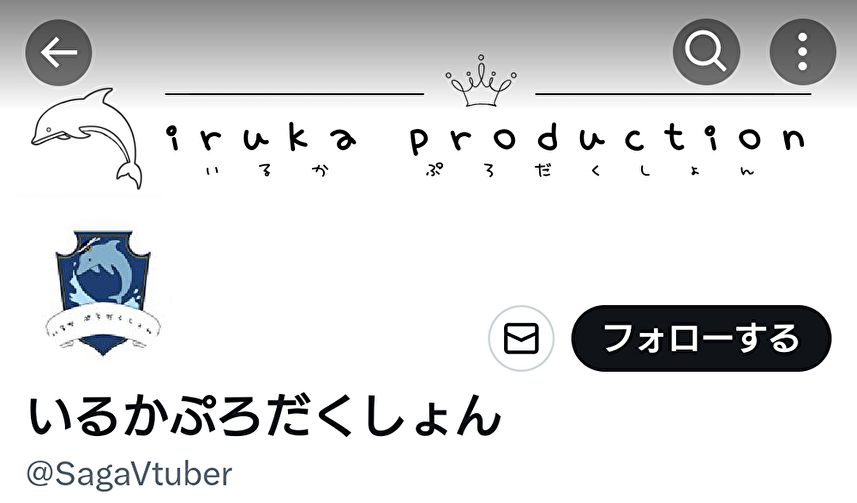 iruka production
いるか ぷろだくしょん
いるかぷろだくしょん
フォローする
いるかぷろだくしょん
@SagaVtuber